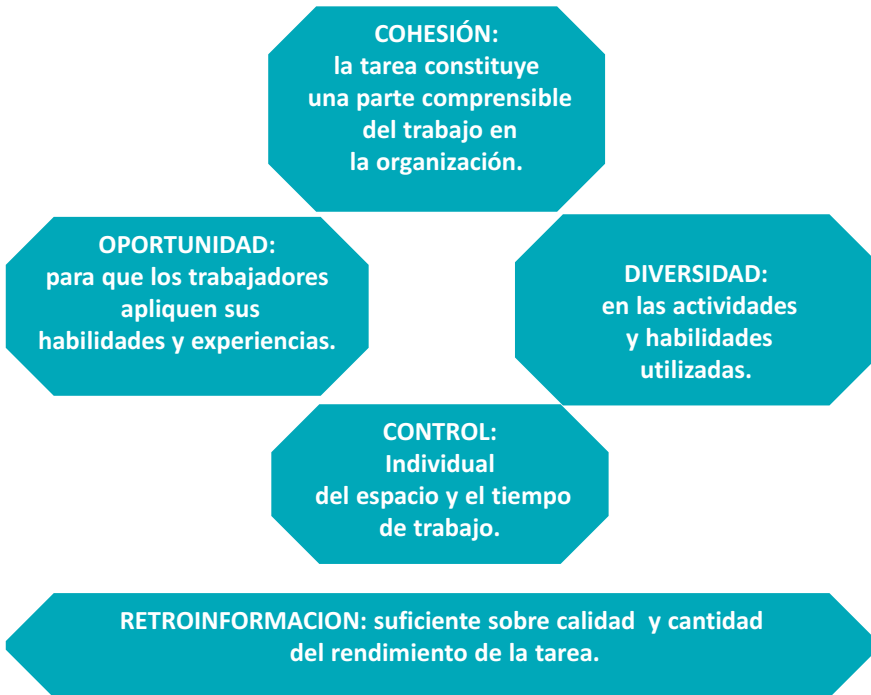 COHESIÓN:
la tarea constituye
una parte comprensible
del trabajo en
la organización.
OPORTUNIDAD:
para que los trabajadores
apliquen sus
habilidades y experiencias.
DIVERSIDAD:
en las actividades
y habilidades
utilizadas.
CONTROL:
Individual
del espacio y el tiempo
de trabajo.
RETROINFORMACION: suficiente sobre calidad y cantidad
del rendimiento de la tarea.